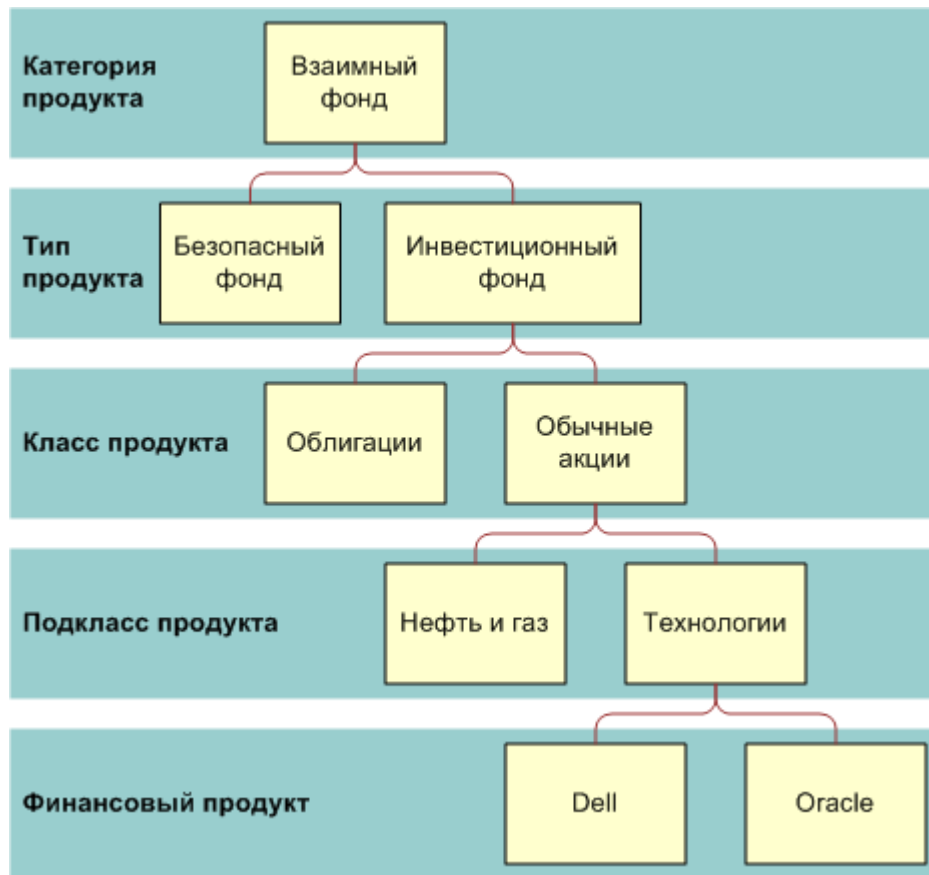 Категория
продукта
Взаимный
фонд
Тип
продукта
Безопасный
фонд
Инвестиционный
фонд
Класс продукта
Облигации
Обычные
акции
Подкласс продукта
Нефть и газ
Технологии
Финансовый продукт
Dell
Oracle